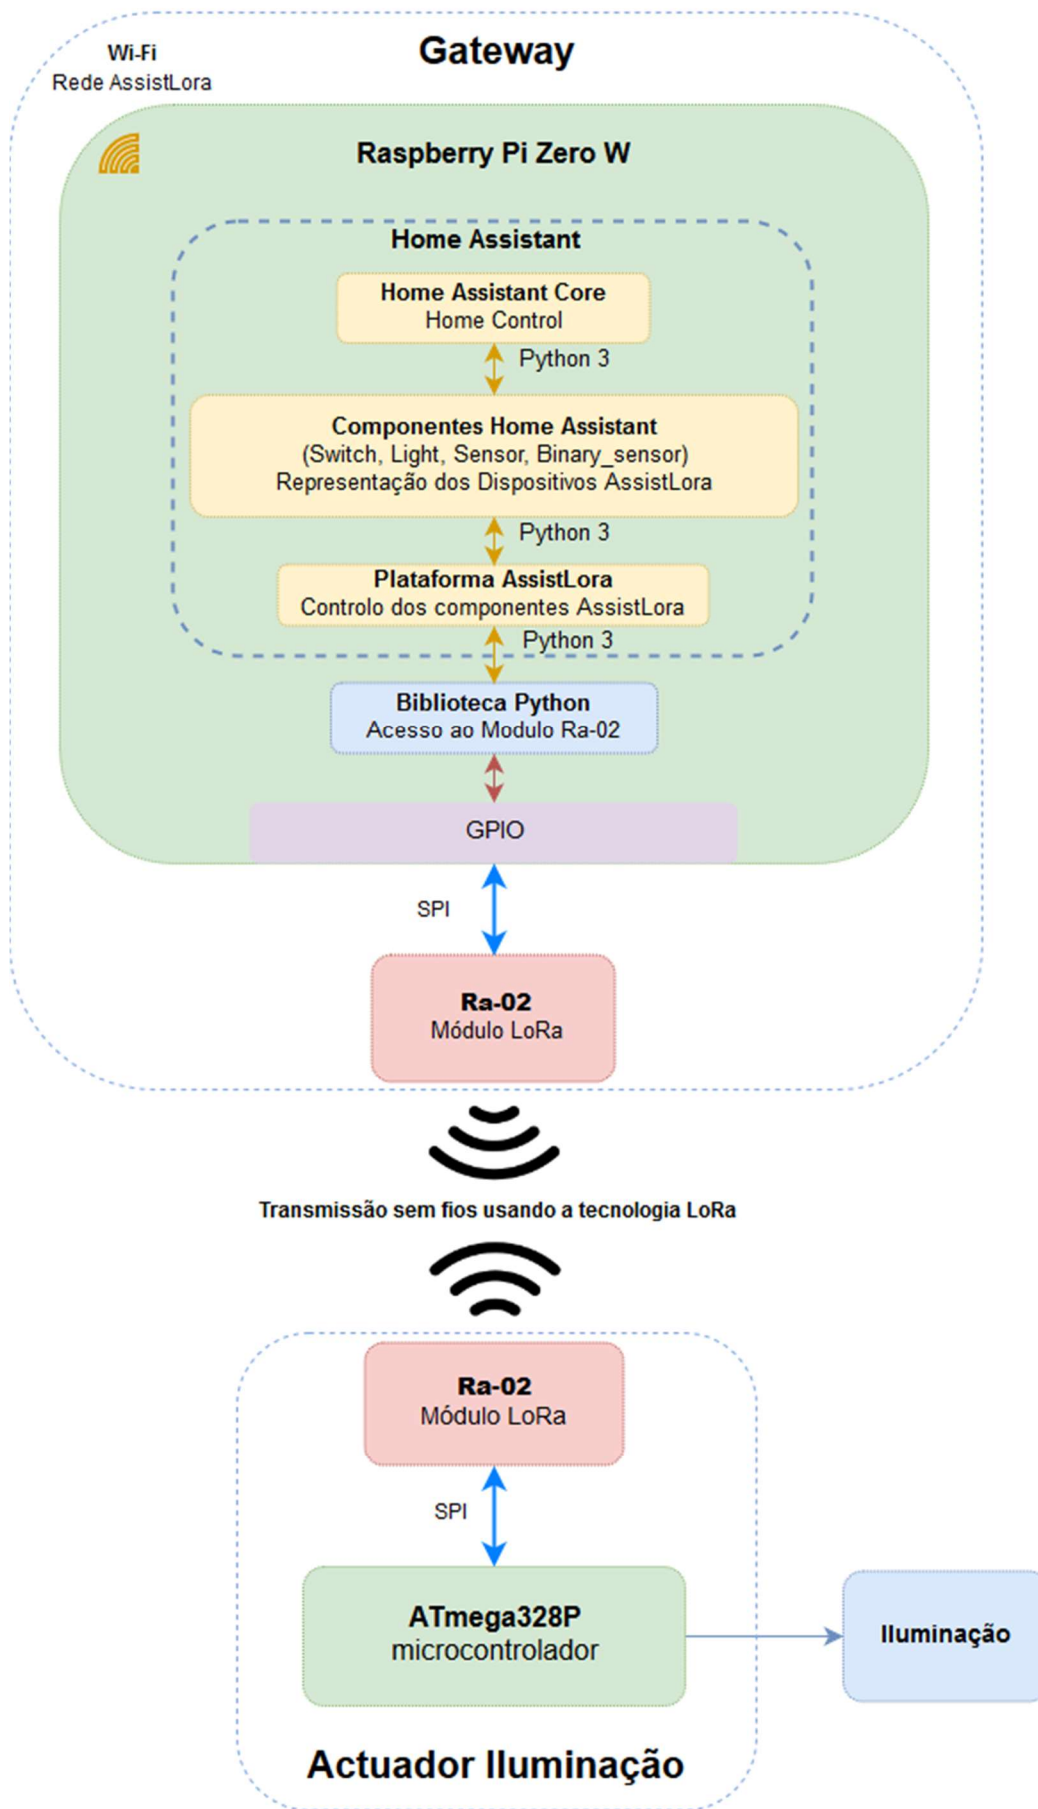 Gateway
Wi-Fi
Rede AssistLora
Raspberry Pi Zero W
Home Assistant
Home Assistant Core
Home Control
Python 3
Componentes Home Assistant
(Switch, Light, Sensor, Binary_sensor)
Representação dos Dispositivos AssistLora
Python 3
Plataforma AssistLora
Controlo dos componentes AssistLora
Python 3
Biblioteca Python
Acesso ao Modulo Ra-02
GPIO
SPI
Ra-02
Módulo LoRa
Transmissão sem fios usando a tecnologia LoRa
Ra-02
Módulo LoRa
SPI
ATmega328P
microcontrolador
Iluminação
Actuador Iluminação